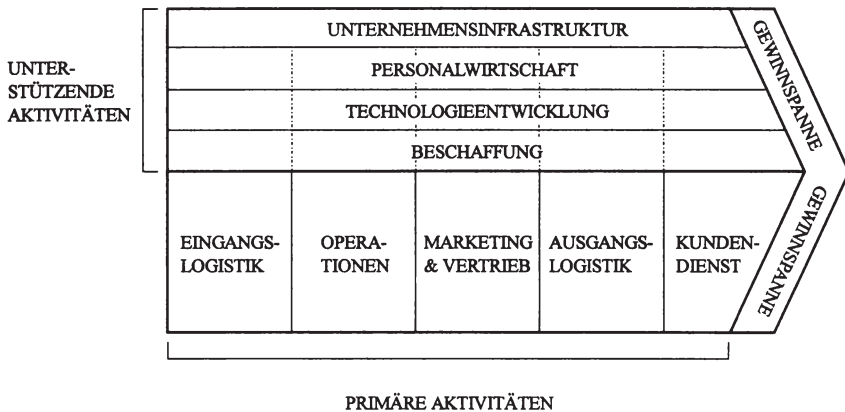 UNTERNEHMENSINFRASTRUKTUR
GEWINNSPANNE
UNTER-
STÜTZENDE
AKTIVITÄTEN
PERSONALWIRTSCHAFT
TECHNOLOGIEENTWICKLUNG
BESCHAFFUNG
EINGANGS-
LOGISTIK
OPERA-
TIONEN
MARKETING
& VERTRIEB
AUSGANGS-
LOGISTIK
KUNDEN-
DIENST
GEWINNSPANNE
PRIMÄRE AKTIVITÄTEN